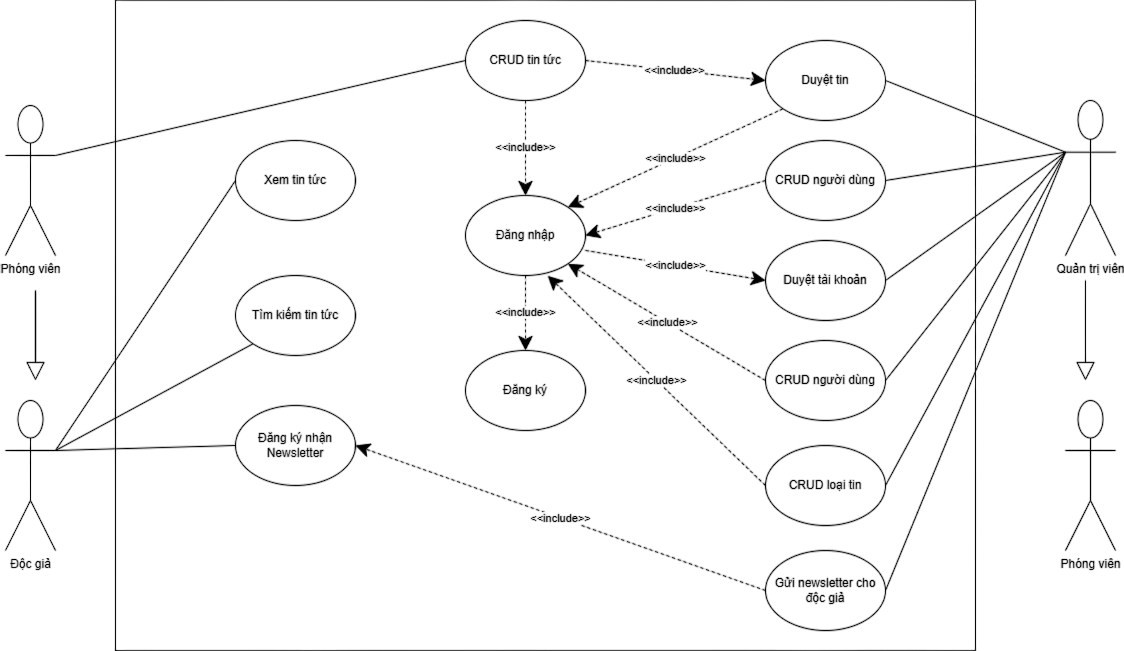 CRUD tin tức
<<include>>
Duyệt tin
<<include>>
<<include>>
Xem tin tức
CRUD người dùng
<<include>>
Đăng nhập
Phóng viên
<<include>>
Duyệt tài khoản
Quản trị viên
Tìm kiếm tin tức
<<include>>
<<include>>
Đăng ký
<<include>>
CRUD người dùng
Đăng ký nhận
Newsletter
CRUD loại tin
<<include>>
Độc giả
Gửi newsletter cho
độc giả
Phóng viên